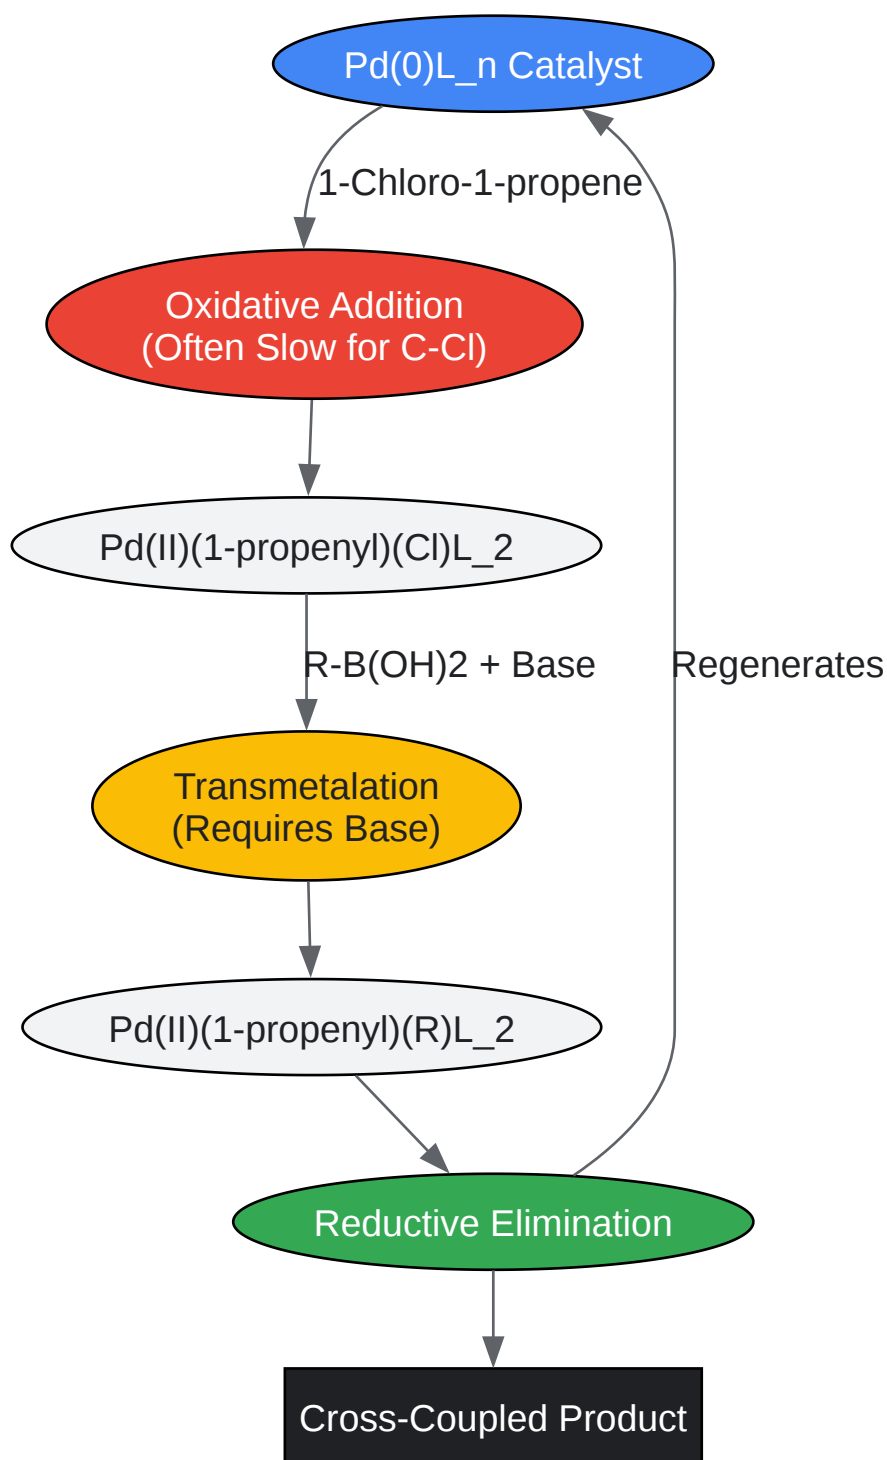 Pd(0)L_n Catalyst
1-Chloro-1-propene
Oxidative Addition
(Often Slow for C-Cl)
Pd(II)(1-propenyl)(Cl)L_2
R-B(OH)2 + Base
Regenerates
Transmetalation
(Requires Base)
Pd(II)(1-propenyl)(R)L_2
Reductive Elimination
Cross-Coupled Product